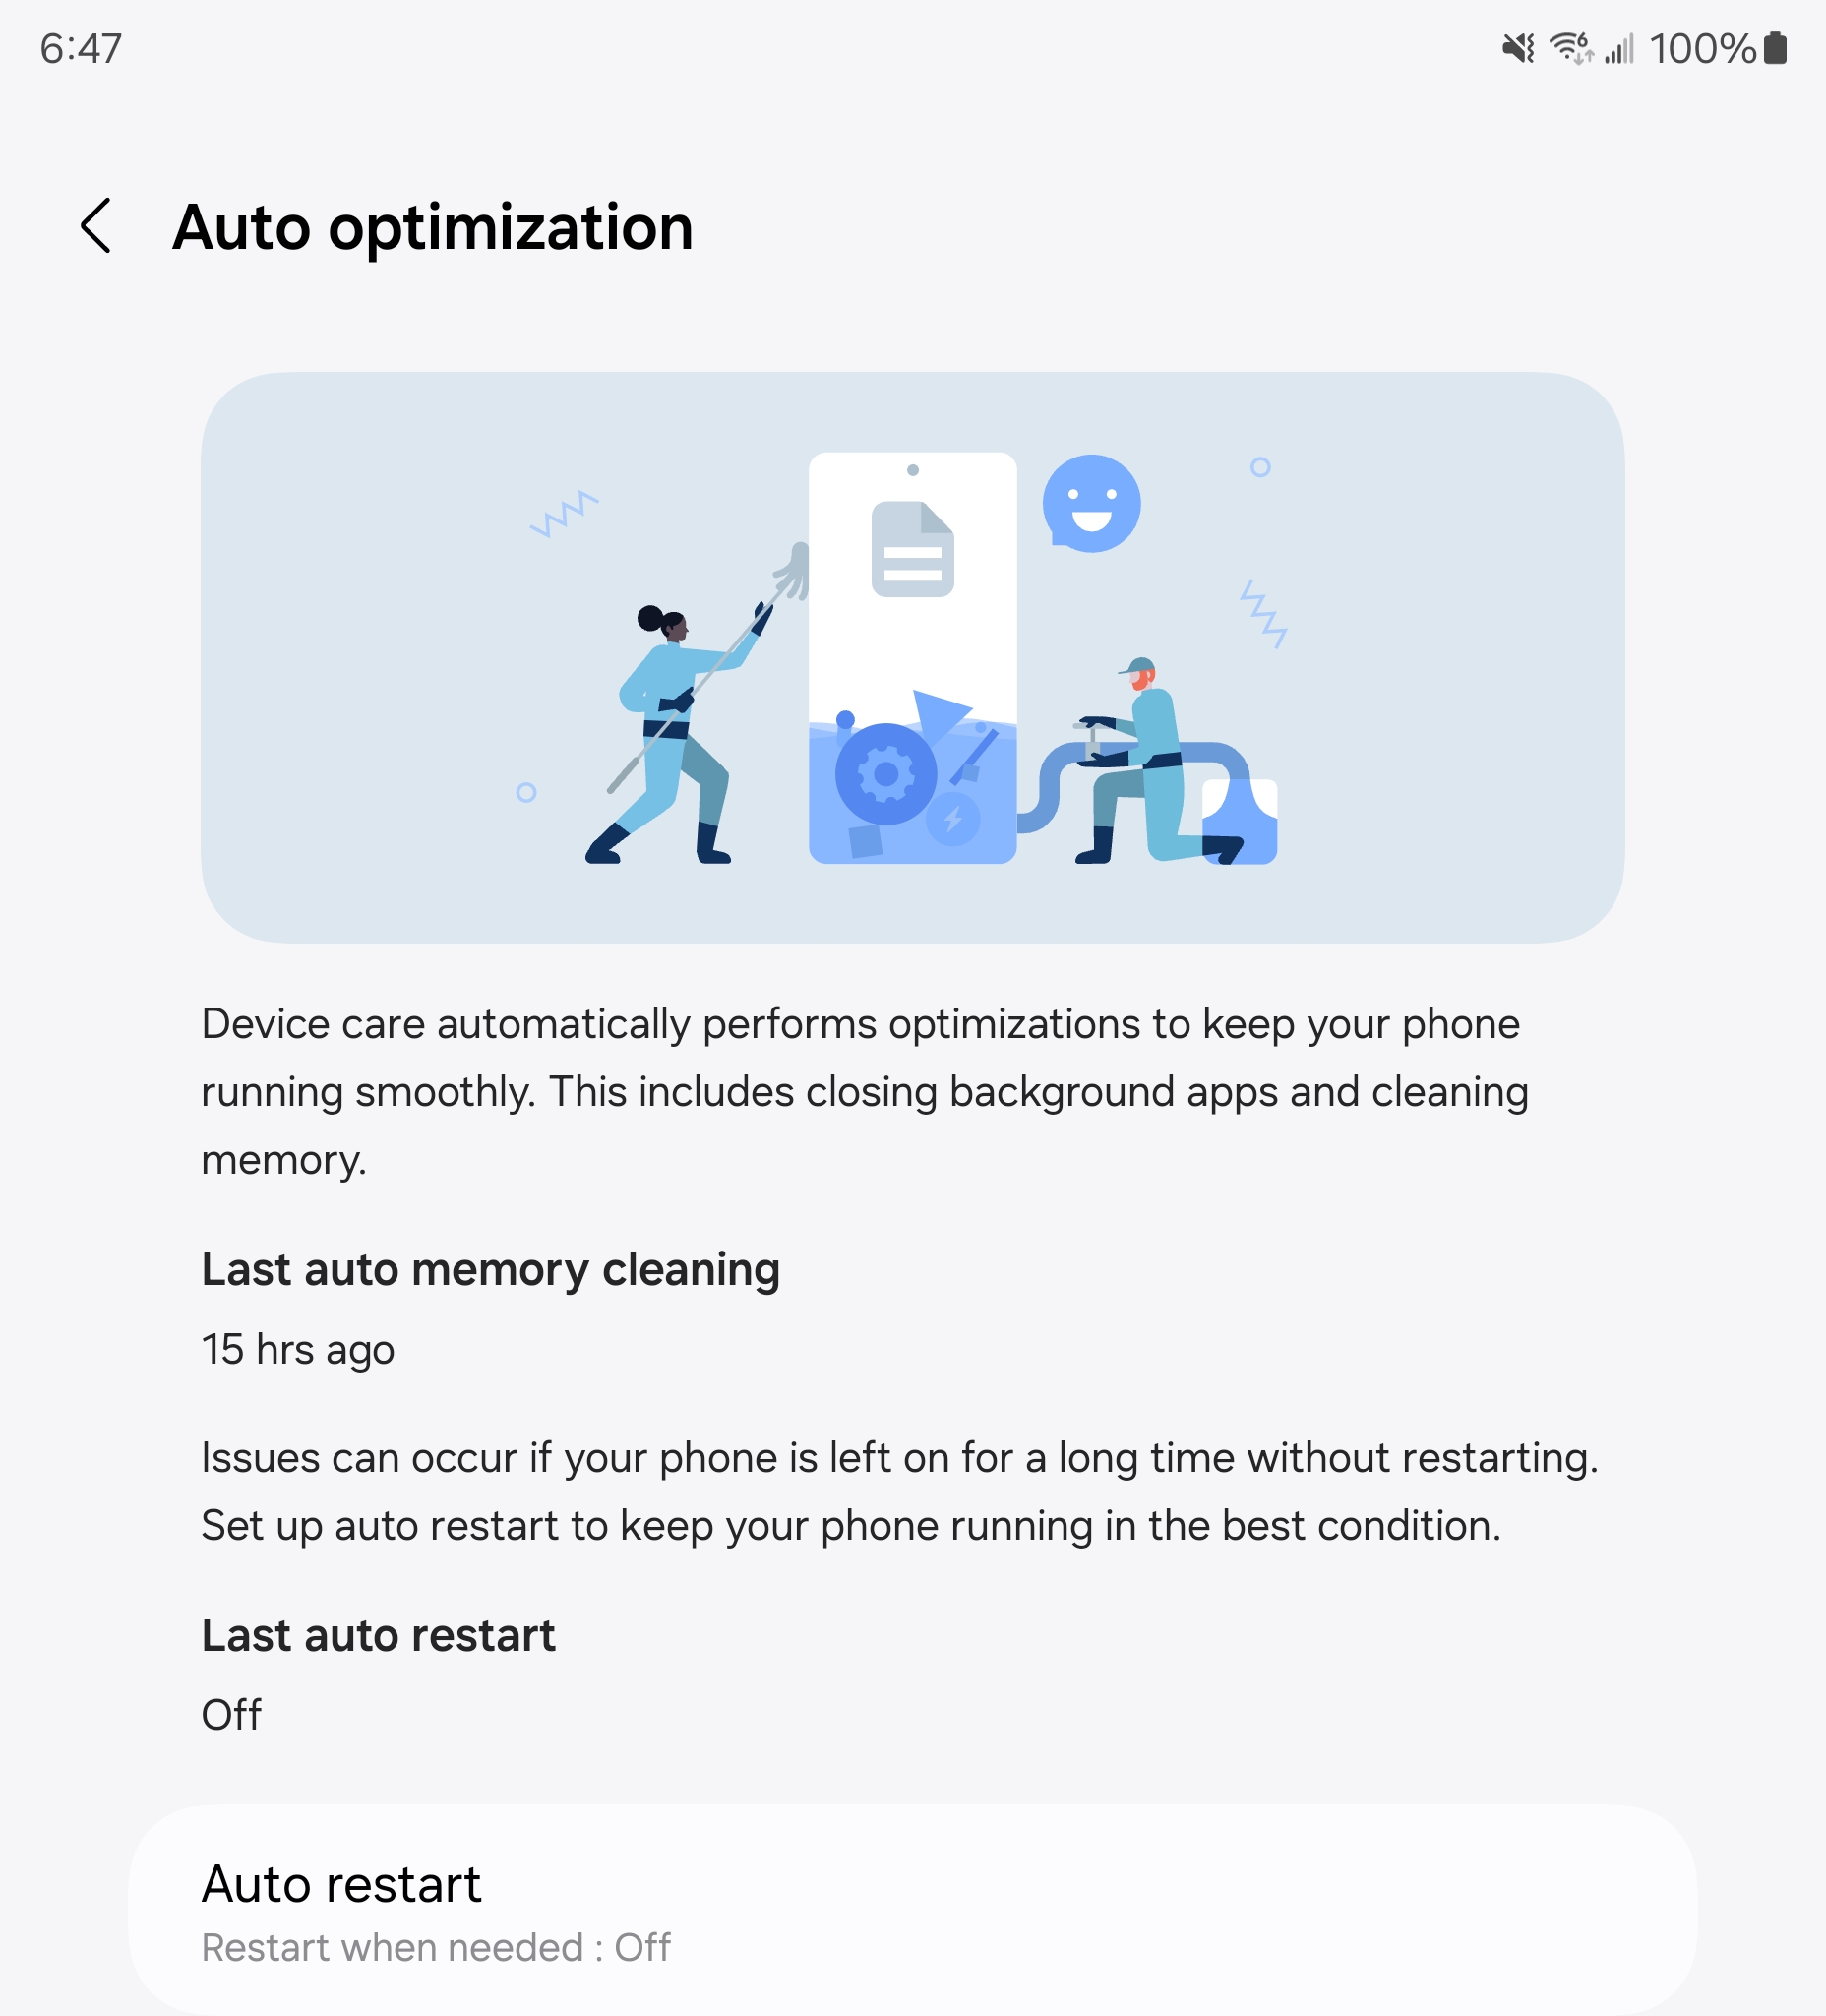 6:47
6
100%
Auto optimization
Device care automatically performs optimizations to keep your phone
running smoothly. This includes closing background apps and cleaning
memory.
Last auto memory cleaning
15 hrs ago
Issues can occur if your phone is left on for a long time without restarting.
Set up auto restart to keep your phone running in the best condition.
Last auto restart
Off
Auto restart
Restart when needed : Off